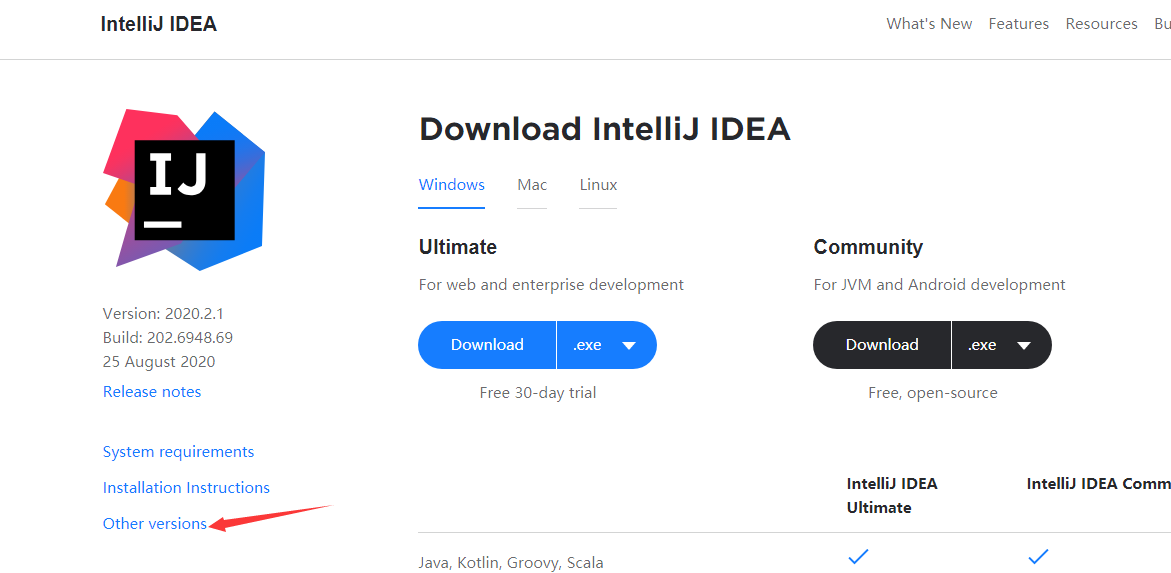 IntelliJ IDEA
What's New Features Resources Bu
IJ
Download IntelliJ IDEA
Windows Mac Linux
Ultimate
For web and enterprise development
Download .exe
Free 30-day trial
Community
For JVM and Android development
Download .exe
Free, open-source
Version: 2020.2.1
Build: 202.6948.69
25 August 2020
Release notes
System requirements
Installation Instructions
Other versions
IntelliJ IDEA
Ultimate
IntelliJ IDEA Comm
Java, Kotlin, Groovy, Scala